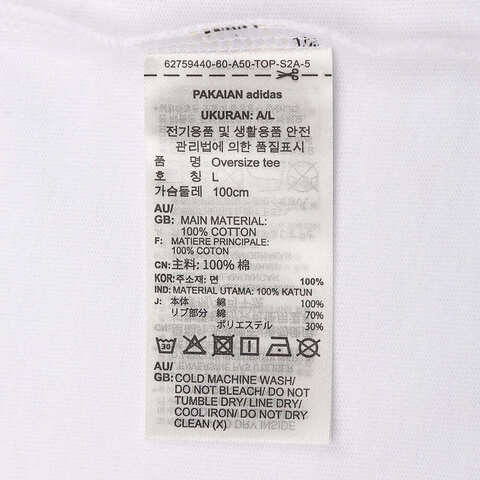 62759440-60-A50-TOP-S2A-5
PAKAIAN adidas
UKURAN: A/L
전기용품 및 생활용품 안전
관리법에 의한 품질표시
품 명 Oversize tee
호 칭 L
가슴둘레 100cm
AU/
GB: MAIN MATERIAL:
100% COTTON
F: MATIERE PRINCIPALE:
100% COTON
CN: 主料: 100% 棉
KOR: 주소재: 면 100%
IND: MATERIAL UTAMA: 100% KATUN
J: 本体 綿 100%
リブ部分 綿 70%
ポリエステル 30%
AU/
GB: COLD MACHINE WASH/
DO NOT BLEACH/ DO NOT
TUMBLE DRY/ LINE DRY/
COOL IRON/ DO NOT DRY
CLEAN (X)